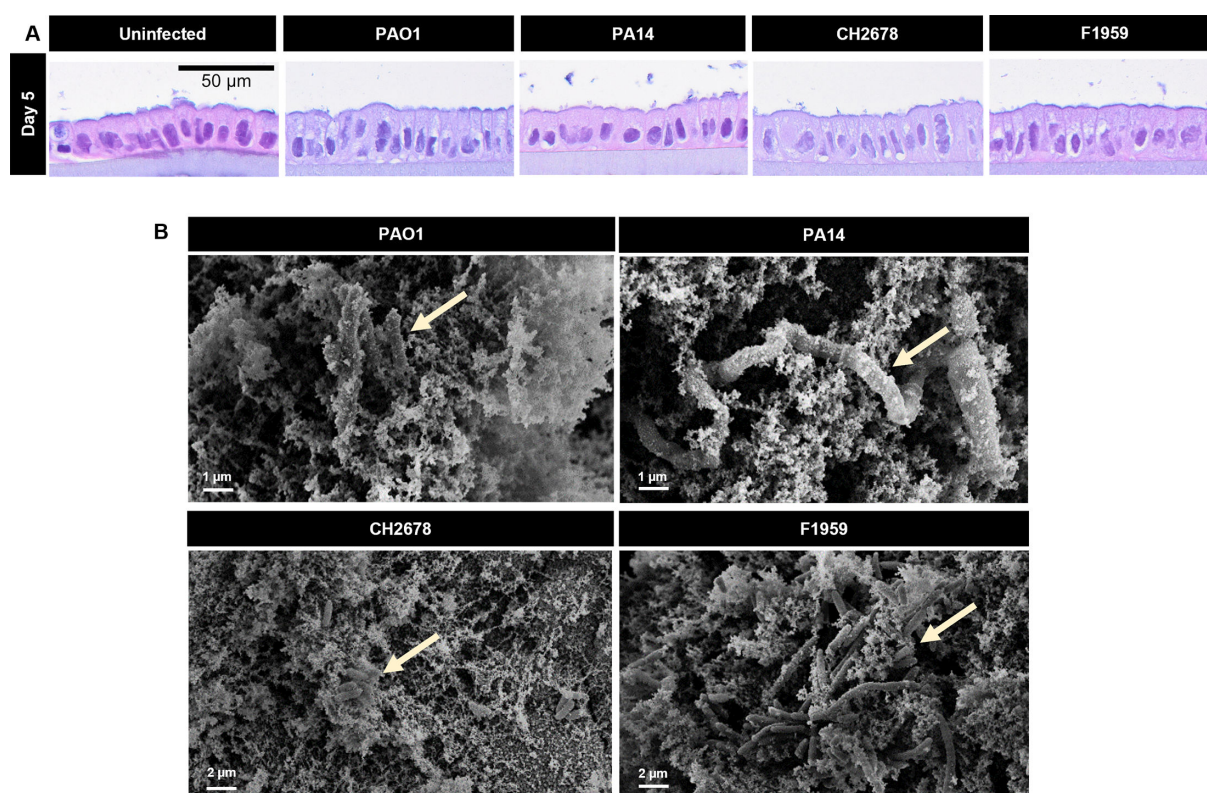 A
Uninfected
PAO1
PA14
CH2678
F1959
Day 5
50 µm
B
PAO1
PA14
1 µm
1 µm
CH2678
F1959
2 µm
2 µm